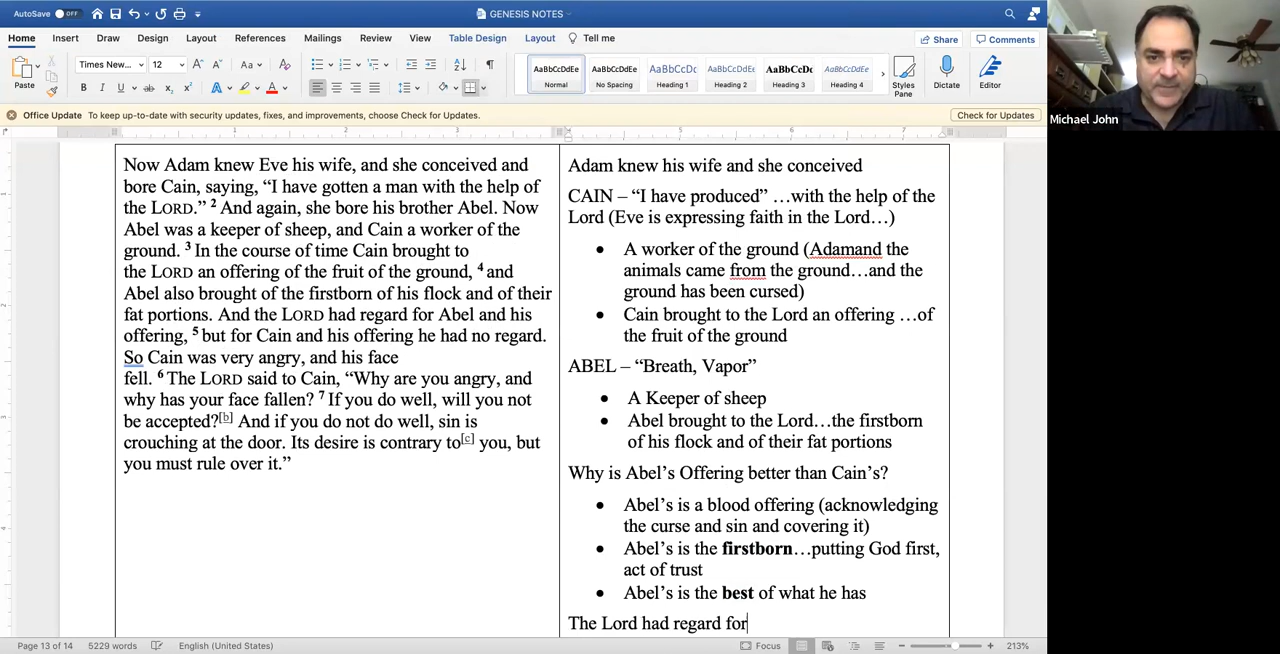 AutoSave OFF
GENESIS NOTES
Home Insert Draw Design Layout References Mailings Review View Table Design Layout Tell me
Share Comments
Times New... 12
Paste
AaBbCcDdEe AaBbCcDdEe AaBbCcDc AaBbCcDdEe AaBbCcDc AaBbCcDdEe
Normal No Spacing Heading 1 Heading 2 Heading 3 Heading 4
Styles Pane
Dictate
Editor
Office Update To keep up-to-date with security updates, fixes, and improvements, choose Check for Updates.
Check for Updates
Michael John
Now Adam knew Eve his wife, and she conceived and
bore Cain, saying, “I have gotten a man with the help of
the LORD.” 2 And again, she bore his brother Abel. Now
Abel was a keeper of sheep, and Cain a worker of the
ground. 3 In the course of time Cain brought to
the LORD an offering of the fruit of the ground, 4 and
Abel also brought of the firstborn of his flock and of their
fat portions. And the LORD had regard for Abel and his
offering, 5 but for Cain and his offering he had no regard.
So Cain was very angry, and his face
fell. 6 The LORD said to Cain, “Why are you angry, and
why has your face fallen? 7 If you do well, will you not
be accepted?[b] And if you do not do well, sin is
crouching at the door. Its desire is contrary to[c] you, but
you must rule over it.”
Adam knew his wife and she conceived
CAIN – “I have produced” …with the help of the
Lord (Eve is expressing faith in the Lord…)
• A worker of the ground (Adamand the
animals came from the ground…and the
ground has been cursed)
• Cain brought to the Lord an offering …of
the fruit of the ground
ABEL – “Breath, Vapor”
• A Keeper of sheep
• Abel brought to the Lord…the firstborn
of his flock and of their fat portions
Why is Abel’s Offering better than Cain’s?
• Abel’s is a blood offering (acknowledging
the curse and sin and covering it)
• Abel’s is the firstborn…putting God first,
act of trust
• Abel’s is the best of what he has
The Lord had regard for
Page 13 of 14 5229 words English (United States) Focus 213%